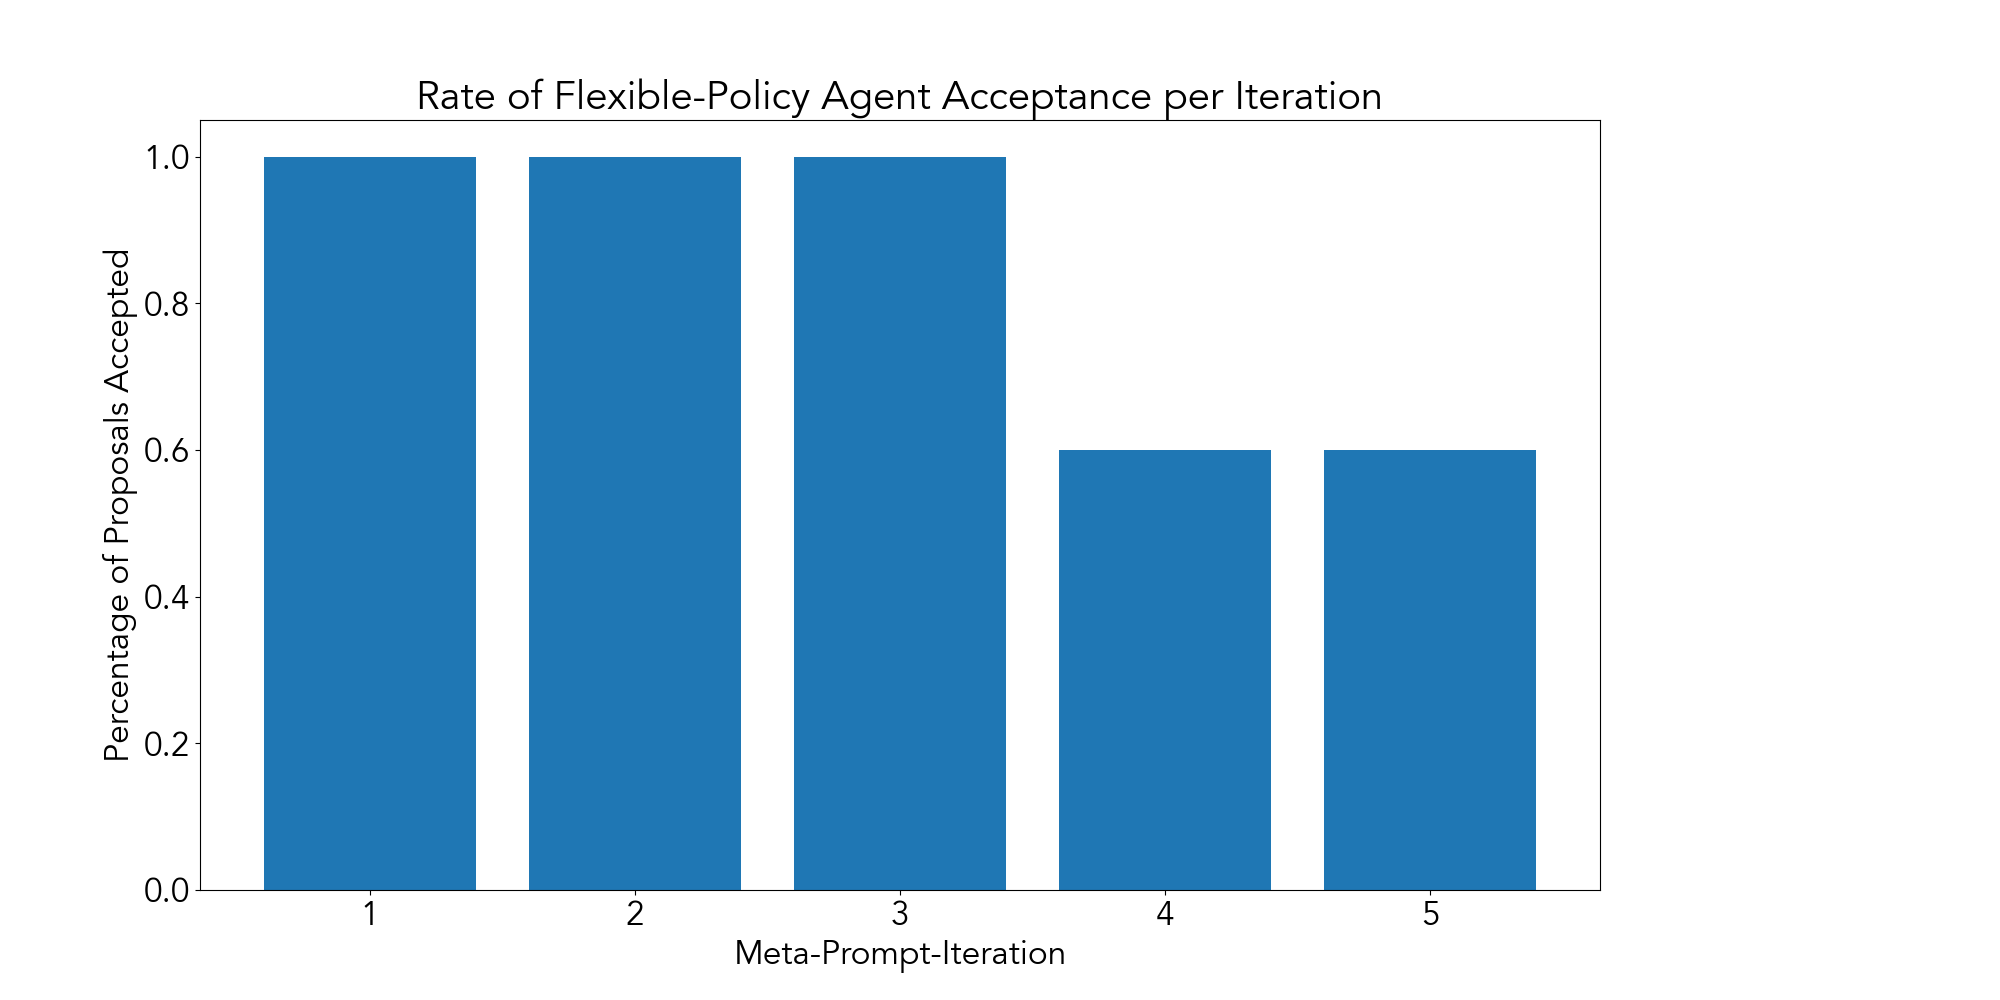 Rate of Flexible-Policy Agent Acceptance per Iteration
Percentage of Proposals Accepted
1.0
0.8
0.6
0.4
0.2
0.0
1 2 3 4 5
Meta-Prompt-Iteration